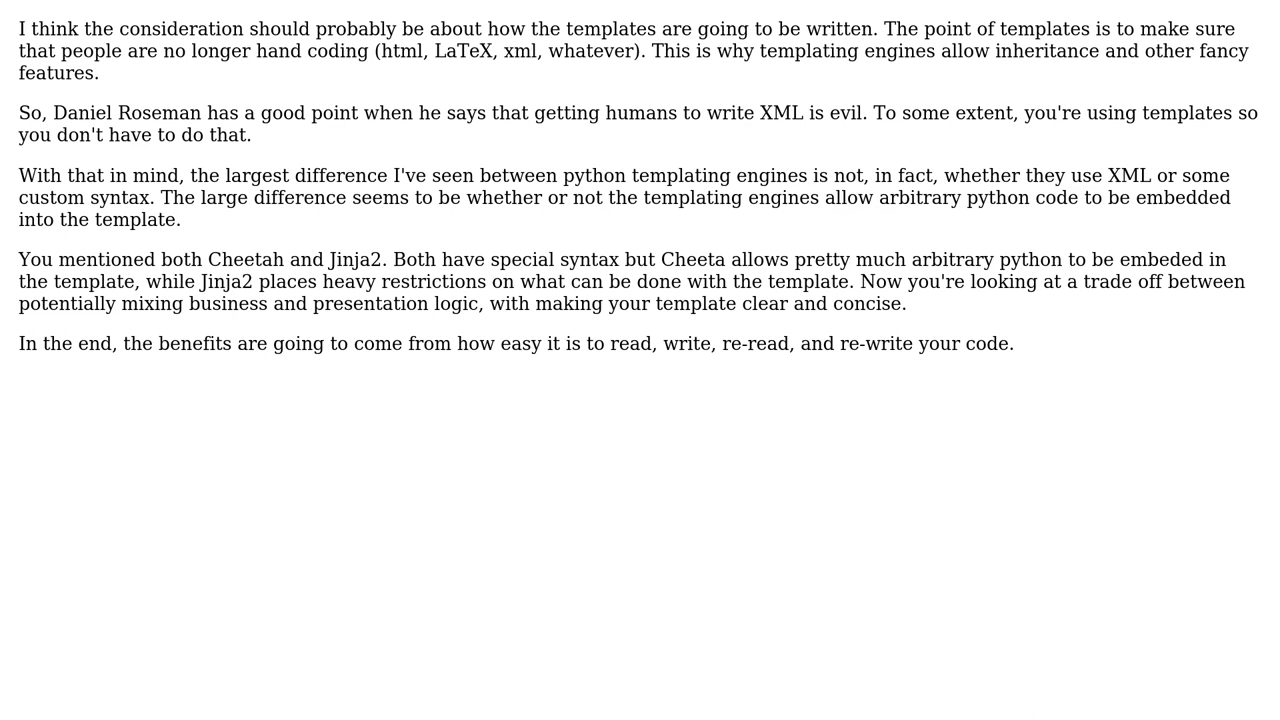 I think the consideration should probably be about how the templates are going to be written. The point of templates is to make sure
that people are no longer hand coding (html, LaTeX, xml, whatever). This is why templating engines allow inheritance and other fancy
features.
So, Daniel Roseman has a good point when he says that getting humans to write XML is evil. To some extent, you're using templates so
you don't have to do that.
With that in mind, the largest difference I've seen between python templating engines is not, in fact, whether they use XML or some
custom syntax. The large difference seems to be whether or not the templating engines allow arbitrary python code to be embedded
into the template.
You mentioned both Cheetah and Jinja2. Both have special syntax but Cheeta allows pretty much arbitrary python to be embeded in
the template, while Jinja2 places heavy restrictions on what can be done with the template. Now you're looking at a trade off between
potentially mixing business and presentation logic, with making your template clear and concise.
In the end, the benefits are going to come from how easy it is to read, write, re-read, and re-write your code.